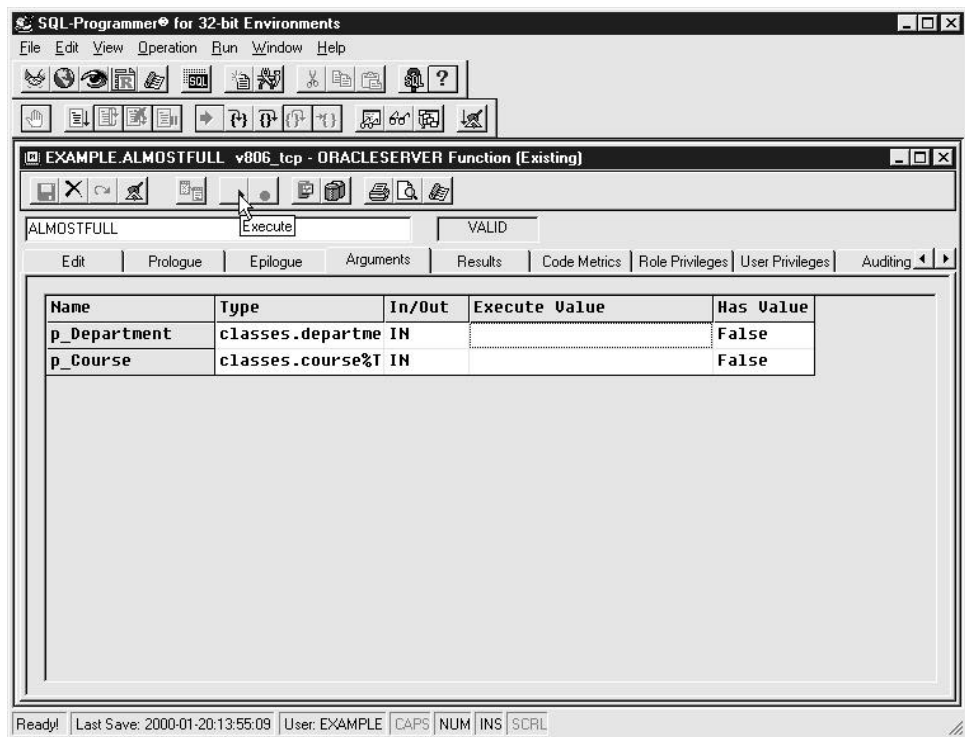 SQL-Programmer® for 32-bit Environments
File Edit View Operation Run Window Help
SQL
EXAMPLE.ALMOSTFULL v806_tcp - ORACLESERVER Function (Existing)
ALMOSTFULL Execute VALID
Edit Prologue Epilogue Arguments Results Code Metrics Role Privileges User Privileges Auditing
Name Type In/Out Execute Value Has Value
p_Department classes.departme IN False
p_Course classes.course%T IN False
Ready! Last Save: 2000-01-20:13:55:09 User: EXAMPLE CAPS NUM INS SCRL